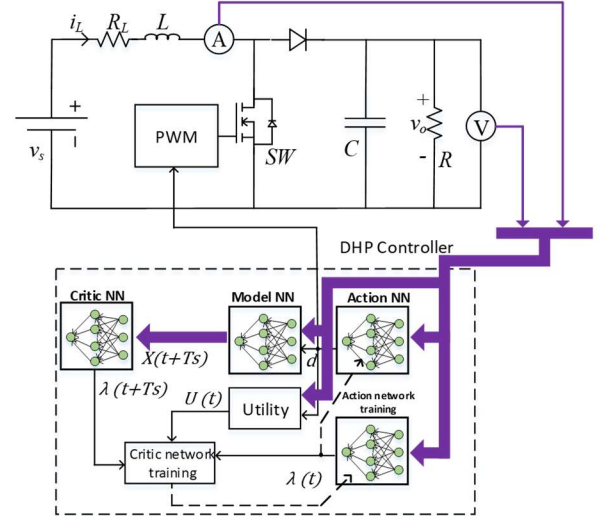 i_L
R_L
L
A
+
-
v_s
PWM
SW
C
+
v_o
-
R
V
DHP Controller
Critic NN
Model NN
Action NN
X(t+Ts)
d
λ(t+Ts)
U(t)
Utility
Action network
training
Critic network
training
λ(t)